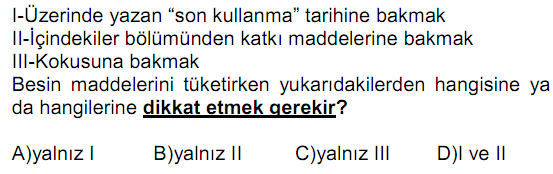 I-Üzerinde yazan “son kullanma” tarihine bakmak
II-İçindekiler bölümünden katkı maddelerine bakmak
III-Kokusuna bakmak
Besin maddelerini tüketirken yukarıdakilerden hangisine ya
da hangilerine dikkat etmek gerekir?
A)yalnız I B)yalnız II C)yalnız III D)I ve II